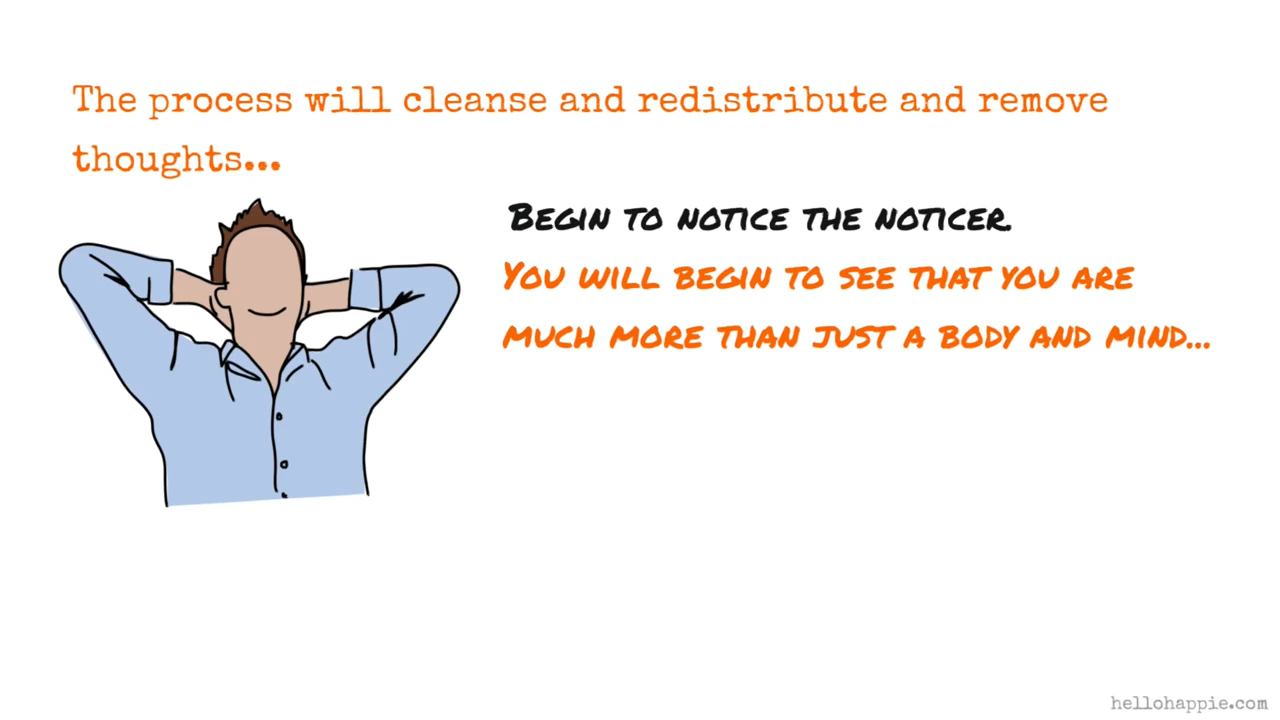 The process will cleanse and redistribute and remove
thoughts...
BEGIN TO NOTICE THE NOTICER.
YOU WILL BEGIN TO SEE THAT YOU ARE
MUCH MORE THAN JUST A BODY AND MIND...
hellohappie.com